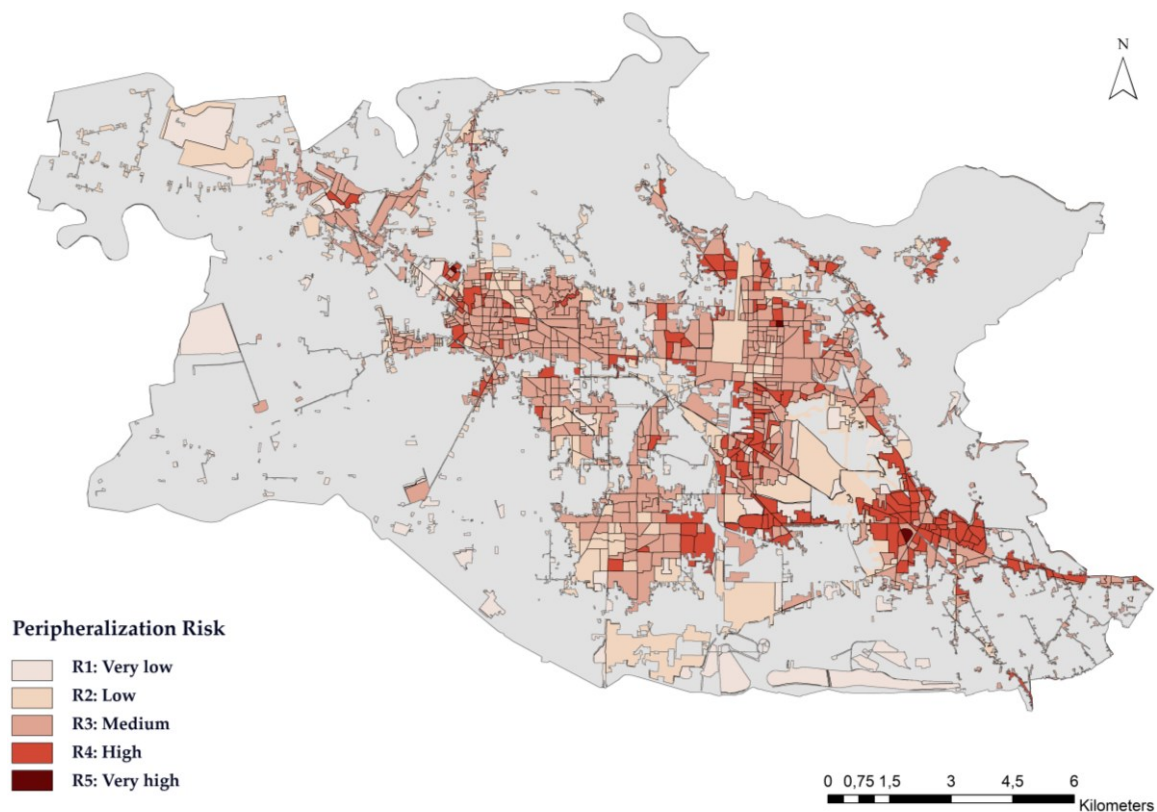 N
Peripheralization Risk
R1: Very low
R2: Low
R3: Medium
R4: High
R5: Very high
0 0,75 1,5 3 4,5 6
Kilometers